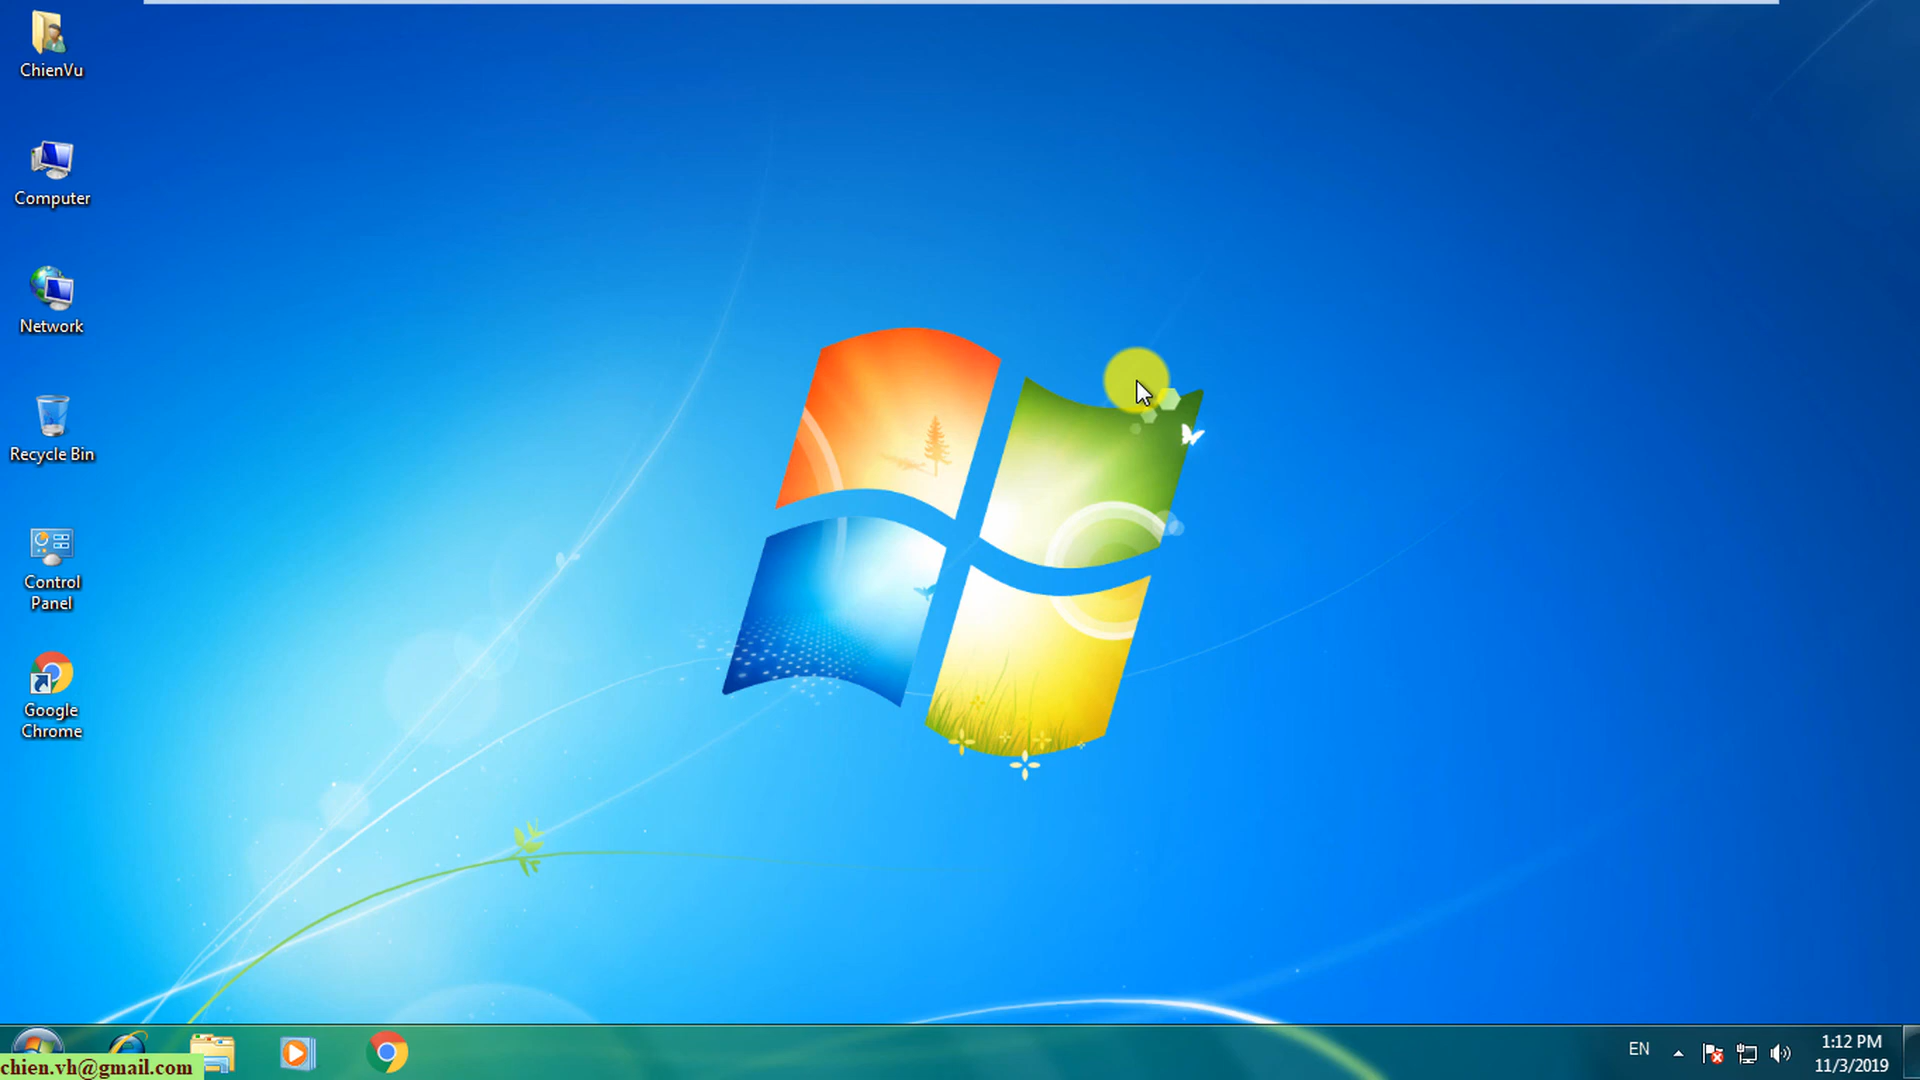 ChienVu
Computer
Network
Recycle Bin
Control
Panel
Google
Chrome
chien.vh@gmail.com
EN
1:12 PM
11/3/2019